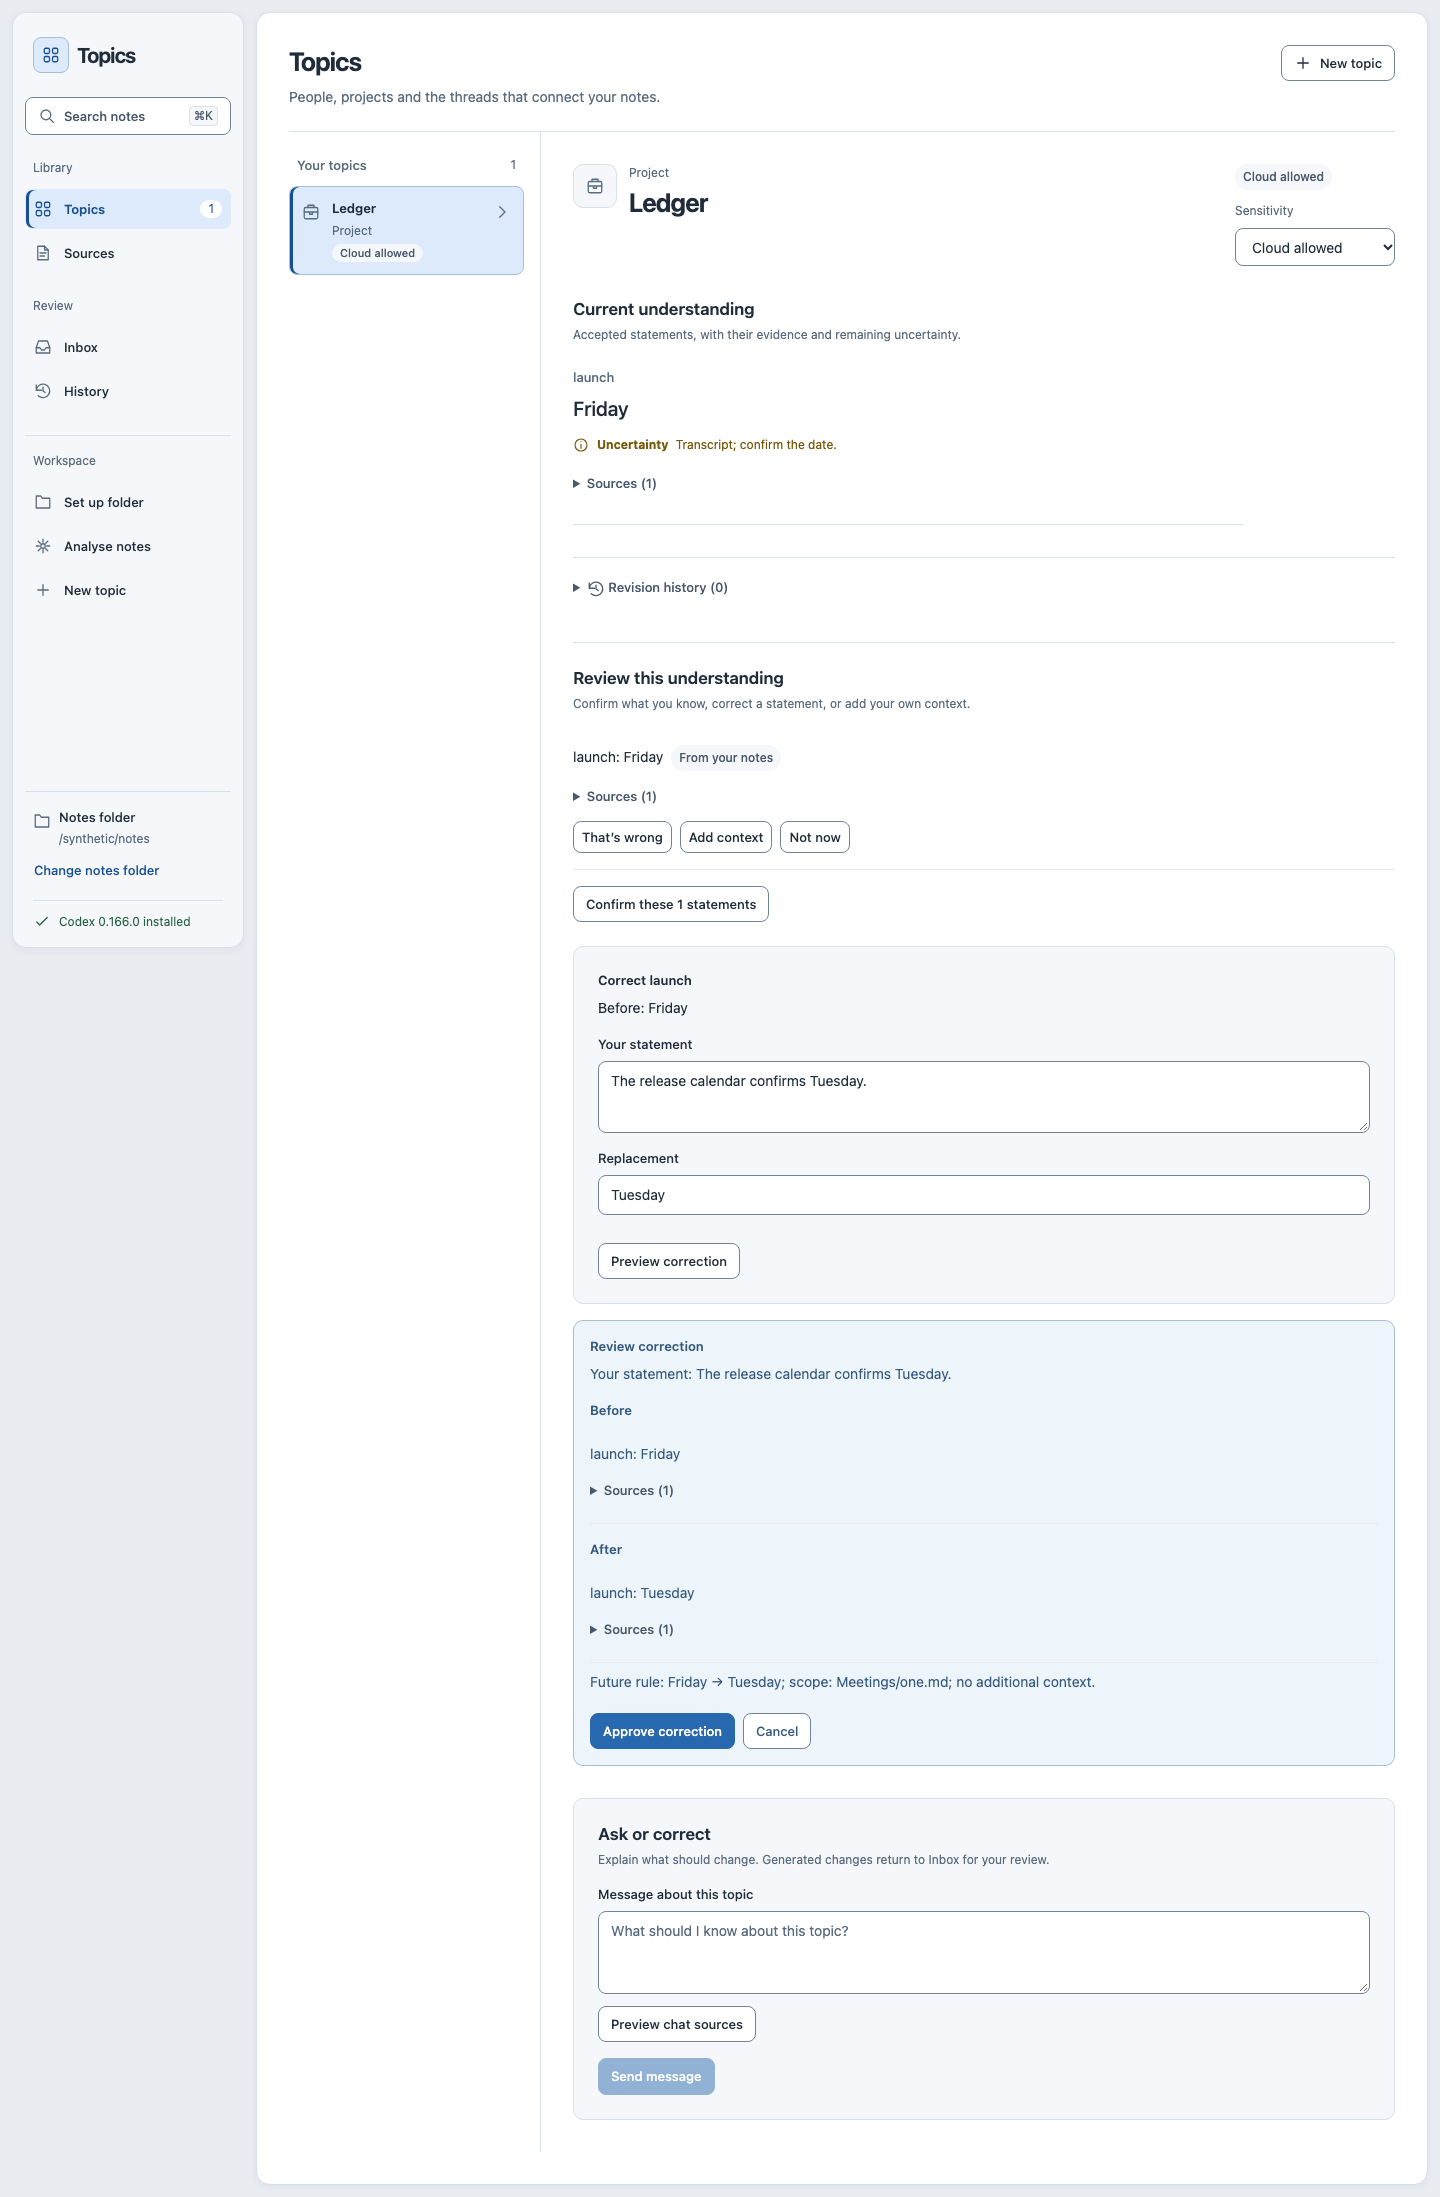 Topics
Search notes ⌘K
Library
Topics 1
Sources
Review
Inbox
History
Workspace
Set up folder
Analyse notes
New topic
Notes folder
/synthetic/notes
Change notes folder
Codex 0.166.0 installed
Topics
New topic
People, projects and the threads that connect your notes.
Your topics 1
Ledger
Project
Cloud allowed
Project
Ledger
Cloud allowed
Sensitivity
Cloud allowed
Current understanding
Accepted statements, with their evidence and remaining uncertainty.
launch
Friday
Uncertainty Transcript; confirm the date.
Sources (1)
Revision history (0)
Review this understanding
Confirm what you know, correct a statement, or add your own context.
launch: Friday From your notes
Sources (1)
That's wrong Add context Not now
Confirm these 1 statements
Correct launch
Before: Friday
Your statement
The release calendar confirms Tuesday.
Replacement
Tuesday
Preview correction
Review correction
Your statement: The release calendar confirms Tuesday.
Before
launch: Friday
Sources (1)
After
launch: Tuesday
Sources (1)
Future rule: Friday → Tuesday; scope: Meetings/one.md; no additional context.
Approve correction Cancel
Ask or correct
Explain what should change. Generated changes return to Inbox for your review.
Message about this topic
What should I know about this topic?
Preview chat sources
Send message